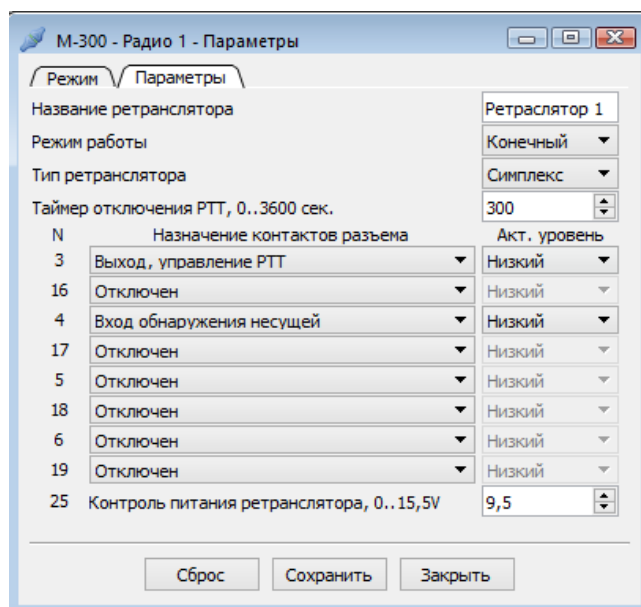 М-300 - Радио 1 - Параметры
Режим Параметры
Название ретранслятора Ретраслятор 1
Режим работы Конечный
Тип ретранслятора Симплекс
Таймер отключения РТТ, 0..3600 сек. 300
N Назначение контактов разъема Акт. уровень
3 Выход, управление РТТ Низкий
16 Отключен Низкий
4 Вход обнаружения несущей Низкий
17 Отключен Низкий
5 Отключен Низкий
18 Отключен Низкий
6 Отключен Низкий
19 Отключен Низкий
25 Контроль питания ретранслятора, 0..15,5V 9,5
Сброс Сохранить Закрыть